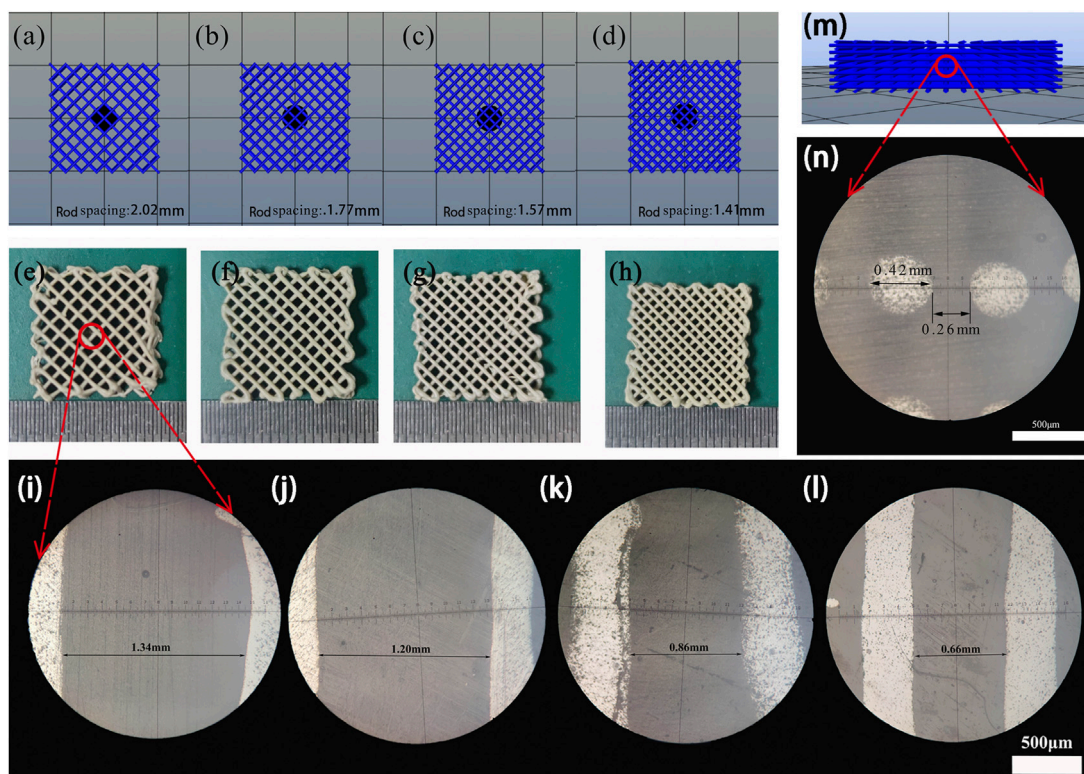 (a)
(b)
(c)
(d)
(m)
Rod spacing:2.02mm
Rod spacing:.1.77mm
Rod spacing:1.57mm
Rod spacing:1.41mm
(n)
0.42mm
0.26mm
500μm
(e)
(f)
(g)
(h)
(i)
(j)
(k)
(l)
1.34mm
1.20mm
0.86mm
0.66mm
500μm